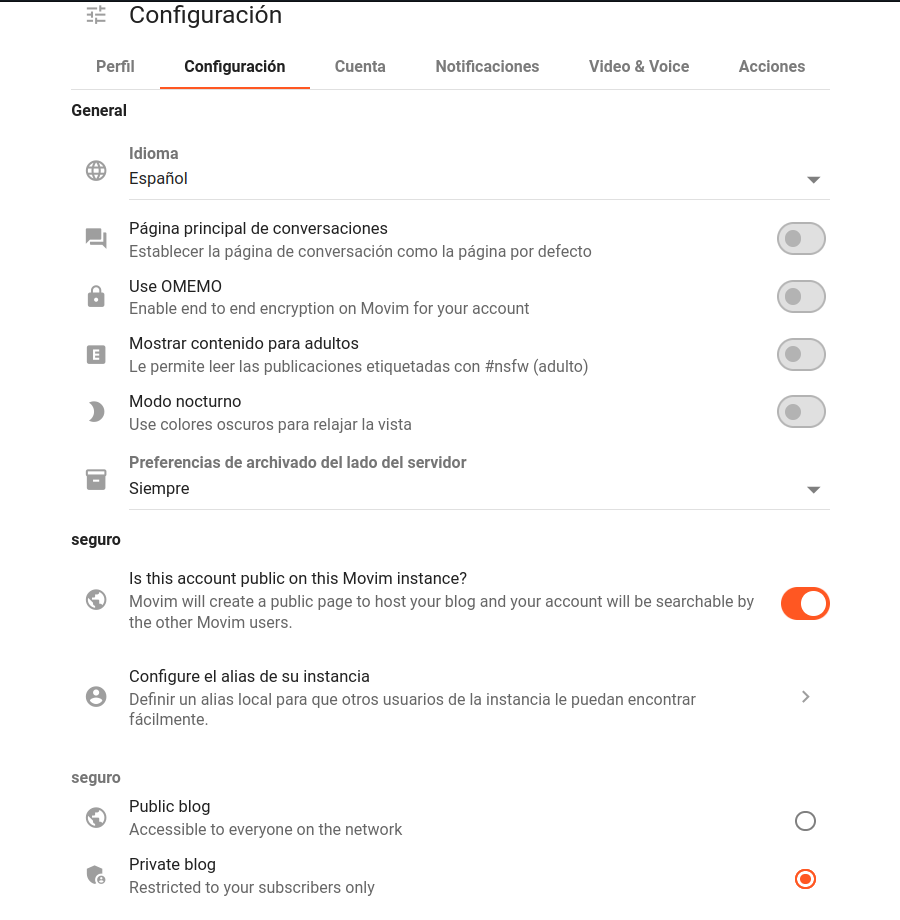 Configuración
Perfil
Configuración
Cuenta
Notificaciones
Video & Voice
Acciones
General
Idioma
Español
Página principal de conversaciones
Establecer la página de conversación como la página por defecto
Use OMEMO
Enable end to end encryption on Movim for your account
E
Mostrar contenido para adultos
Le permite leer las publicaciones etiquetadas con #nsfw (adulto)
Modo nocturno
Use colores oscuros para relajar la vista
Preferencias de archivado del lado del servidor
Siempre
seguro
Is this account public on this Movim instance?
Movim will create a public page to host your blog and your account will be searchable by
the other Movim users.
Configure el alias de su instancia
Definir un alias local para que otros usuarios de la instancia le puedan encontrar
fácilmente.
seguro
Public blog
Accessible to everyone on the network
Private blog
Restricted to your subscribers only